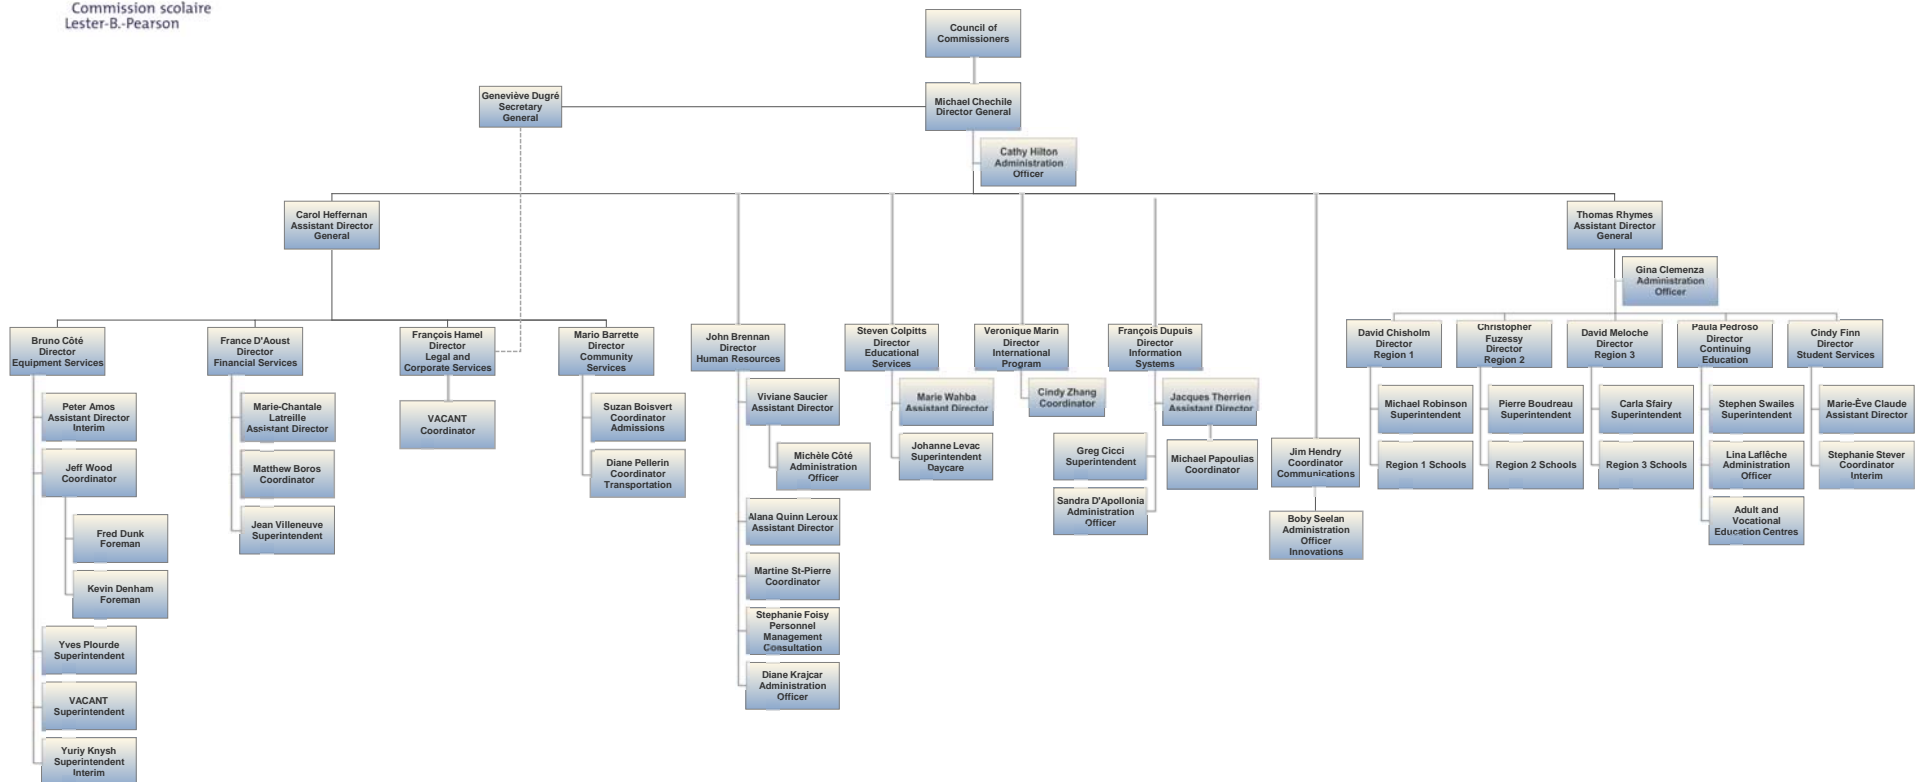 Commission scolaire
Lester-B.-Pearson
Council of
Commissioners
Geneviève Dugré
Secretary
General
Michael Chechile
Director General
Cathy Hilton
Administration
Officer
Carol Heffernan
Assistant Director
General
Thomas Rhymes
Assistant Director
General
Gina Clemenza
Administration
Officer
Bruno Côté
Director
Equipment Services
Peter Amos
Assistant Director
Interim
Jeff Wood
Coordinator
Fred Dunk
Foreman
Kevin Denham
Foreman
Yves Plourde
Superintendent
VACANT
Superintendent
Yuriy Knysh
Superintendent
Interim
France D'Aoust
Director
Financial Services
Marie-Chantale
Latreille
Assistant Director
Matthew Boros
Coordinator
Jean Villeneuve
Superintendent
François Hamel
Director
Legal and
Corporate Services
VACANT
Coordinator
Mario Barrette
Director
Community
Services
Suzan Boisvert
Coordinator
Admissions
Diane Pellerin
Coordinator
Transportation
John Brennan
Director
Human Resources
Viviane Saucier
Assistant Director
Michèle Côté
Administration
Officer
Alana Quinn Leroux
Assistant Director
Martine St-Pierre
Coordinator
Stephanie Foisy
Personnel
Management
Consultation
Diane Krajcar
Administration
Officer
Steven Colpitts
Director
Educational
Services
Marie Wahba
Assistant Director
Johanne Levac
Superintendent
Daycare
Veronique Marin
Director
International
Program
Cindy Zhang
Coordinator
François Dupuis
Director
Information
Systems
Jacques Therrien
Assistant Director
Michael Papoulias
Coordinator
Greg Cicci
Superintendent
Sandra D'Apollonia
Administration
Officer
Jim Hendry
Coordinator
Communications
Boby Seelan
Administration
Officer
Innovations
David Chisholm
Director
Region 1
Michael Robinson
Superintendent
Region 1 Schools
Christopher
Fuzessy
Director
Region 2
Pierre Boudreau
Superintendent
Region 2 Schools
David Meloche
Director
Region 3
Carla Sfairy
Superintendent
Region 3 Schools
Paula Pedroso
Director
Continuing
Education
Stephen Swailes
Superintendent
Lina Laflèche
Administration
Officer
Adult and
Vocational
Education Centres
Cindy Finn
Director
Student Services
Marie-Ève Claude
Assistant Director
Stephanie Stever
Coordinator
Interim